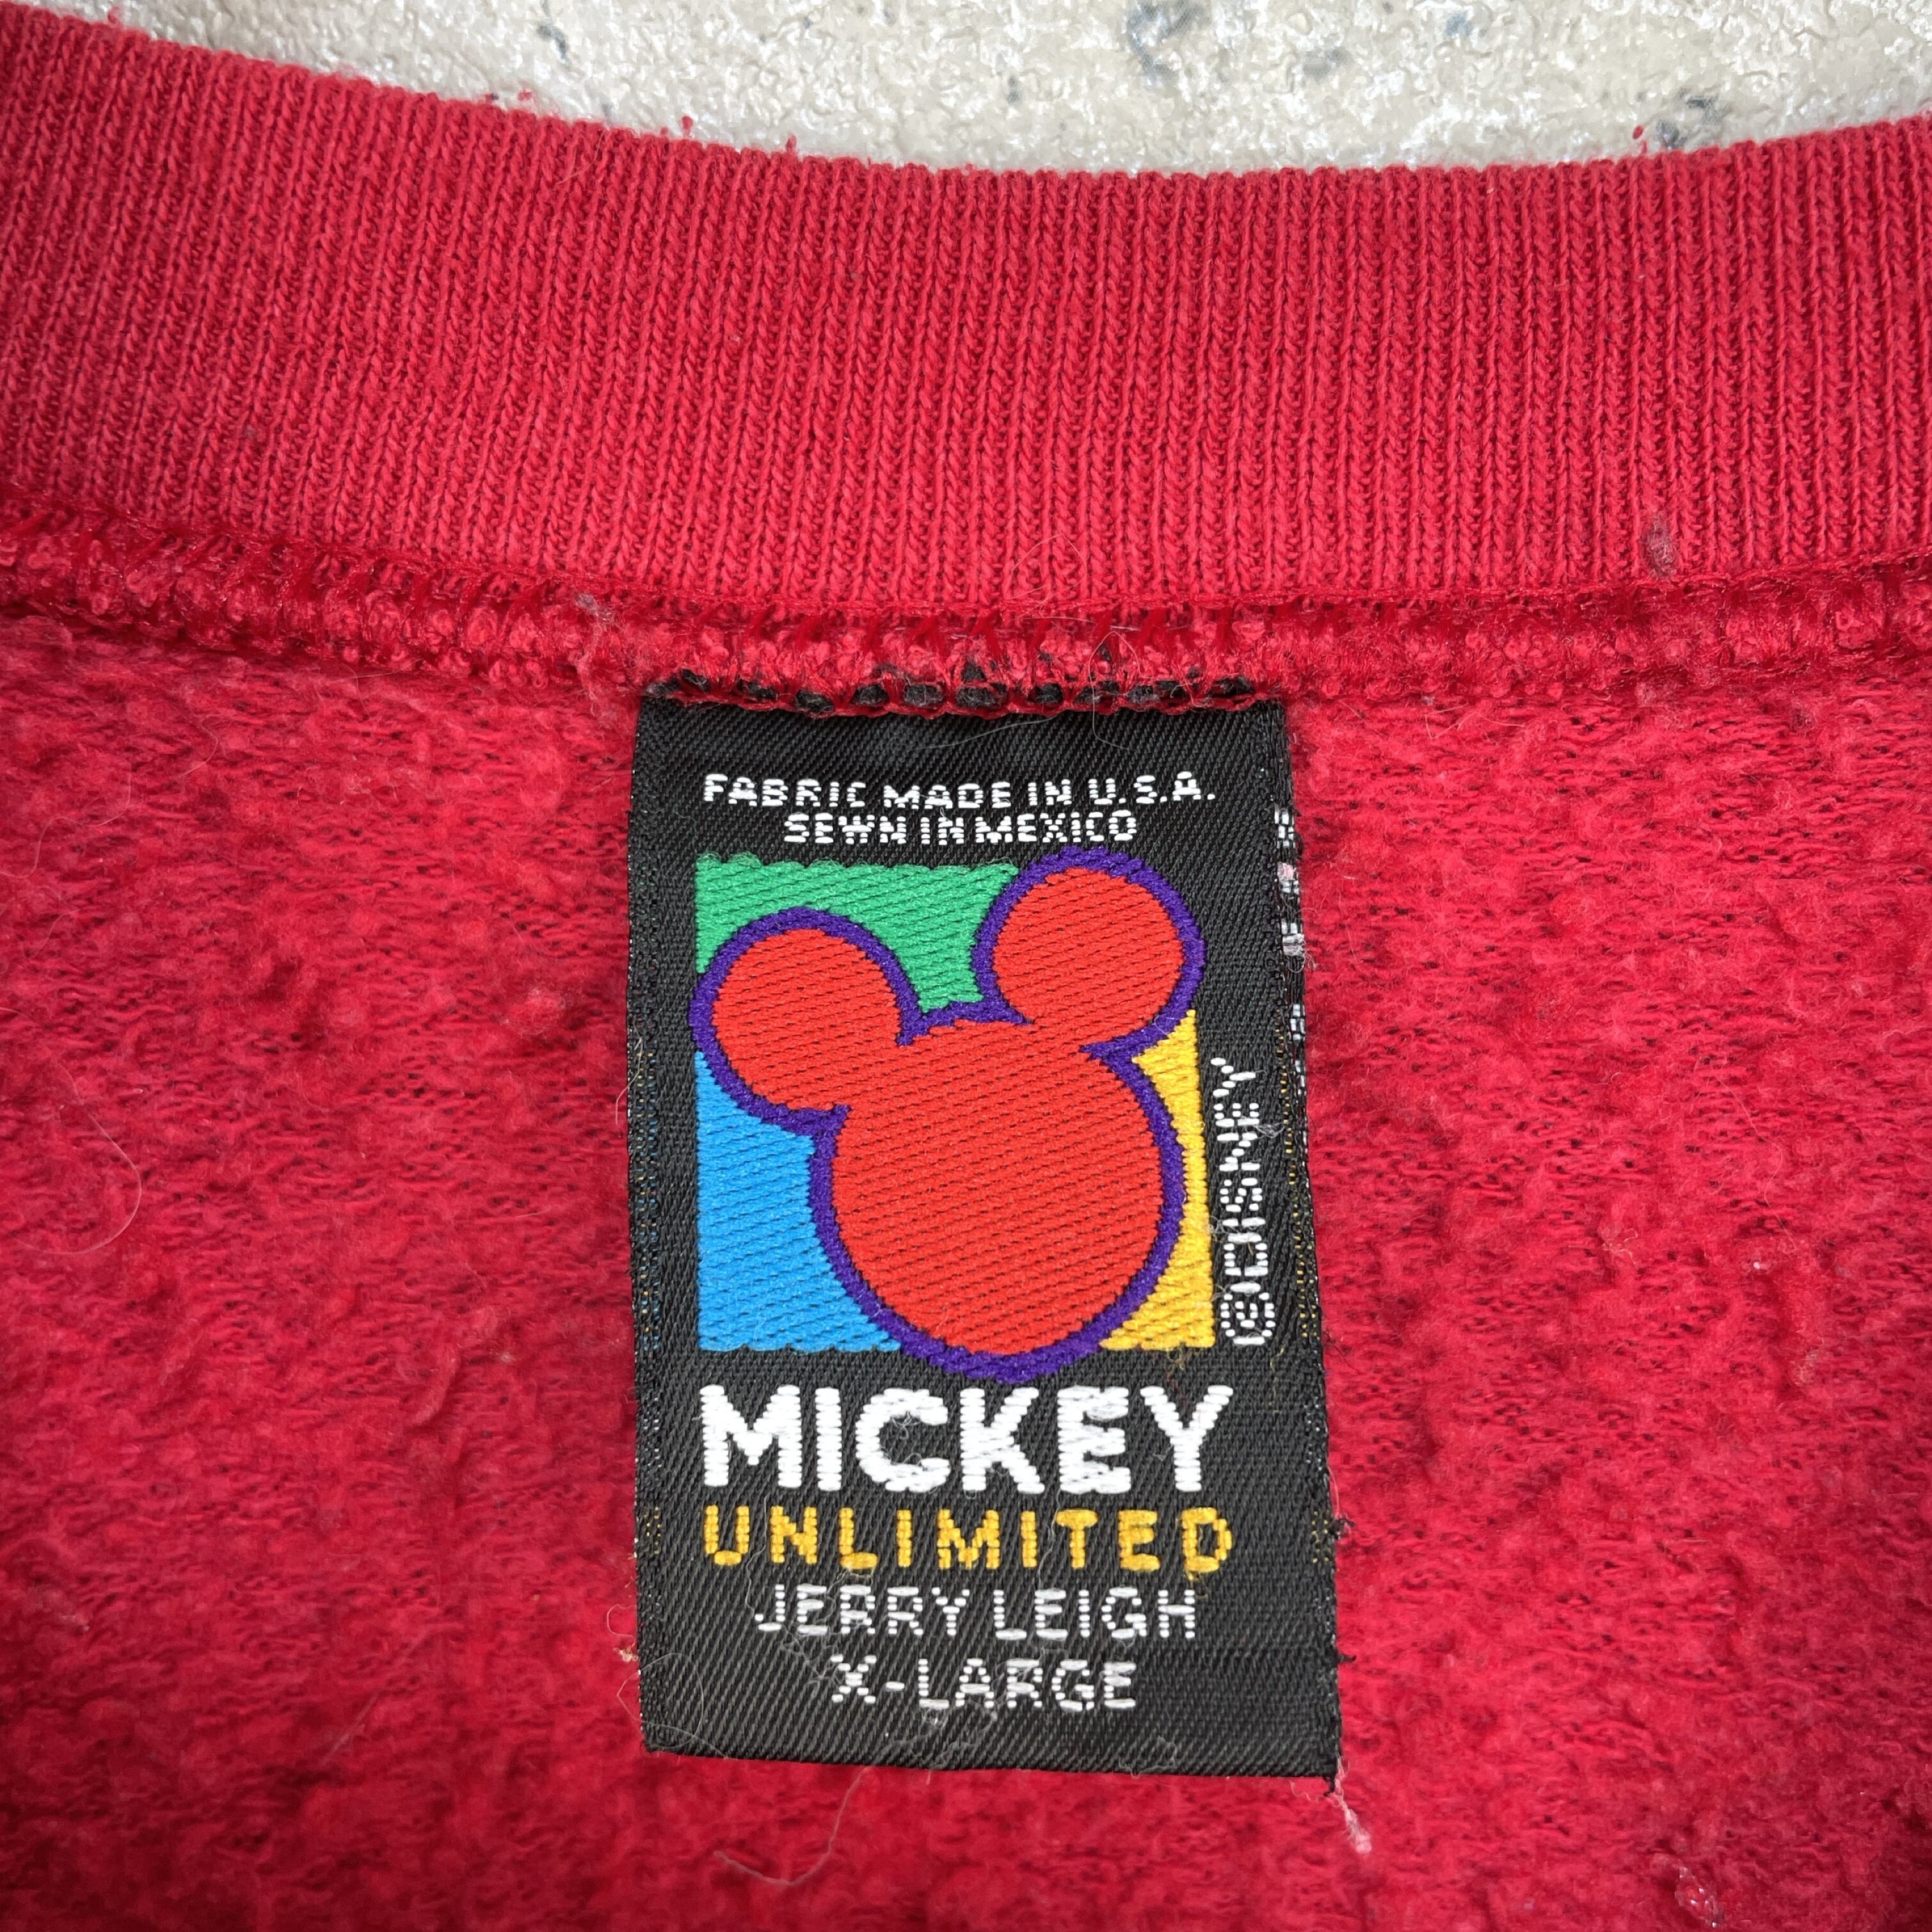 FABRIC MADE IN U.S.A.
SEWN IN MEXICO
©DISNEY
MICKEY
UNLIMITED
JERRY LEIGH
X-LARGE